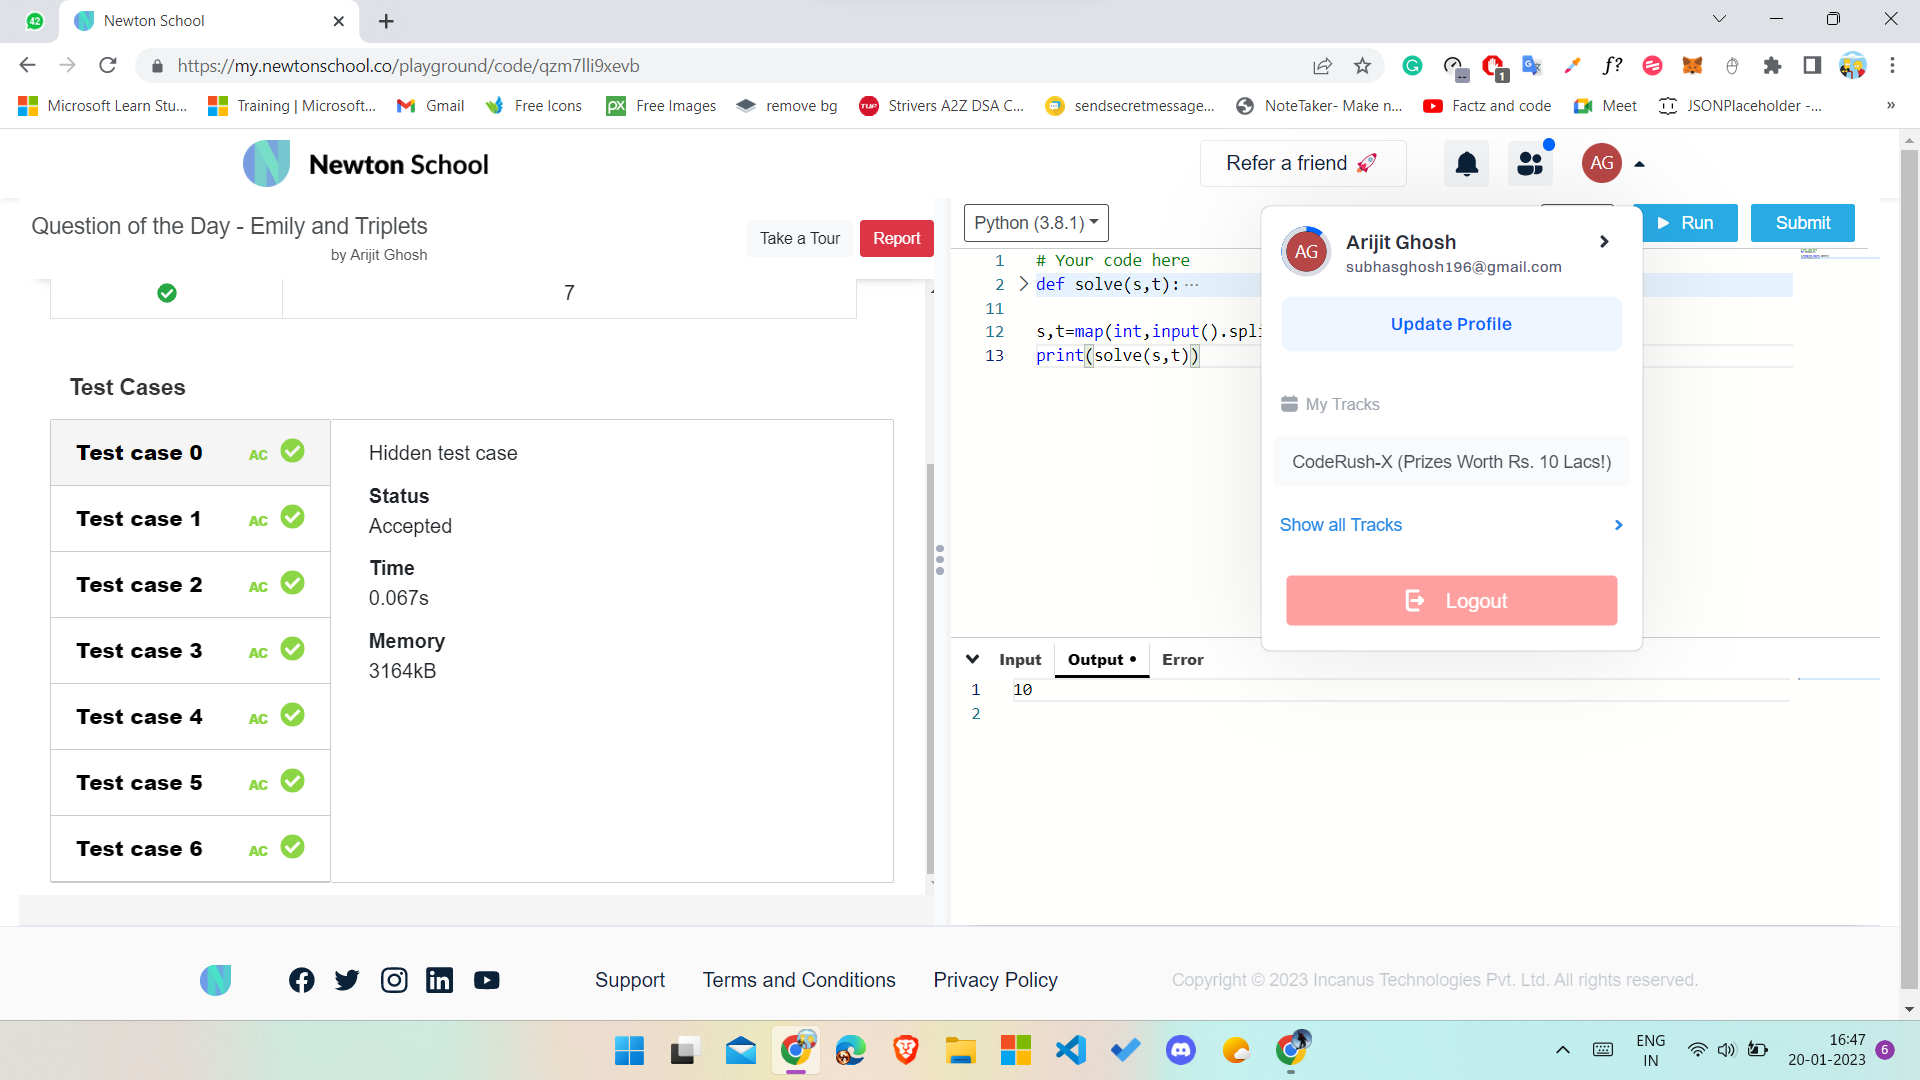 42
Newton School
https://my.newtonschool.co/playground/code/qzm7lli9xevb
1
f?
Microsoft Learn Stu...
Training | Microsoft...
Gmail
Free Icons
Free Images
remove bg
Strivers A2Z DSA C...
sendsecretmessage...
NoteTaker- Make n...
Factz and code
Meet
JSONPlaceholder -...
»
Newton School
Refer a friend 🚀
AG
Question of the Day - Emily and Triplets
by Arijit Ghosh
Take a Tour
Report
7
Test Cases
Test case 0 AC
Test case 1 AC
Test case 2 AC
Test case 3 AC
Test case 4 AC
Test case 5 AC
Test case 6 AC
Hidden test case
Status
Accepted
Time
0.067s
Memory
3164kB
Python (3.8.1)
Run
Submit
1 # Your code here
2 def solve(s,t):...
11
12 s,t=map(int,input().spl
13 print(solve(s,t))
AG
Arijit Ghosh
subhasghosh196@gmail.com
Update Profile
My Tracks
CodeRush-X (Prizes Worth Rs. 10 Lacs!)
Show all Tracks
Logout
Input
Output •
Error
1 10
2
Support
Terms and Conditions
Privacy Policy
Copyright © 2023 Incanus Technologies Pvt. Ltd. All rights reserved.
ENG
IN
16:47
20-01-2023
6